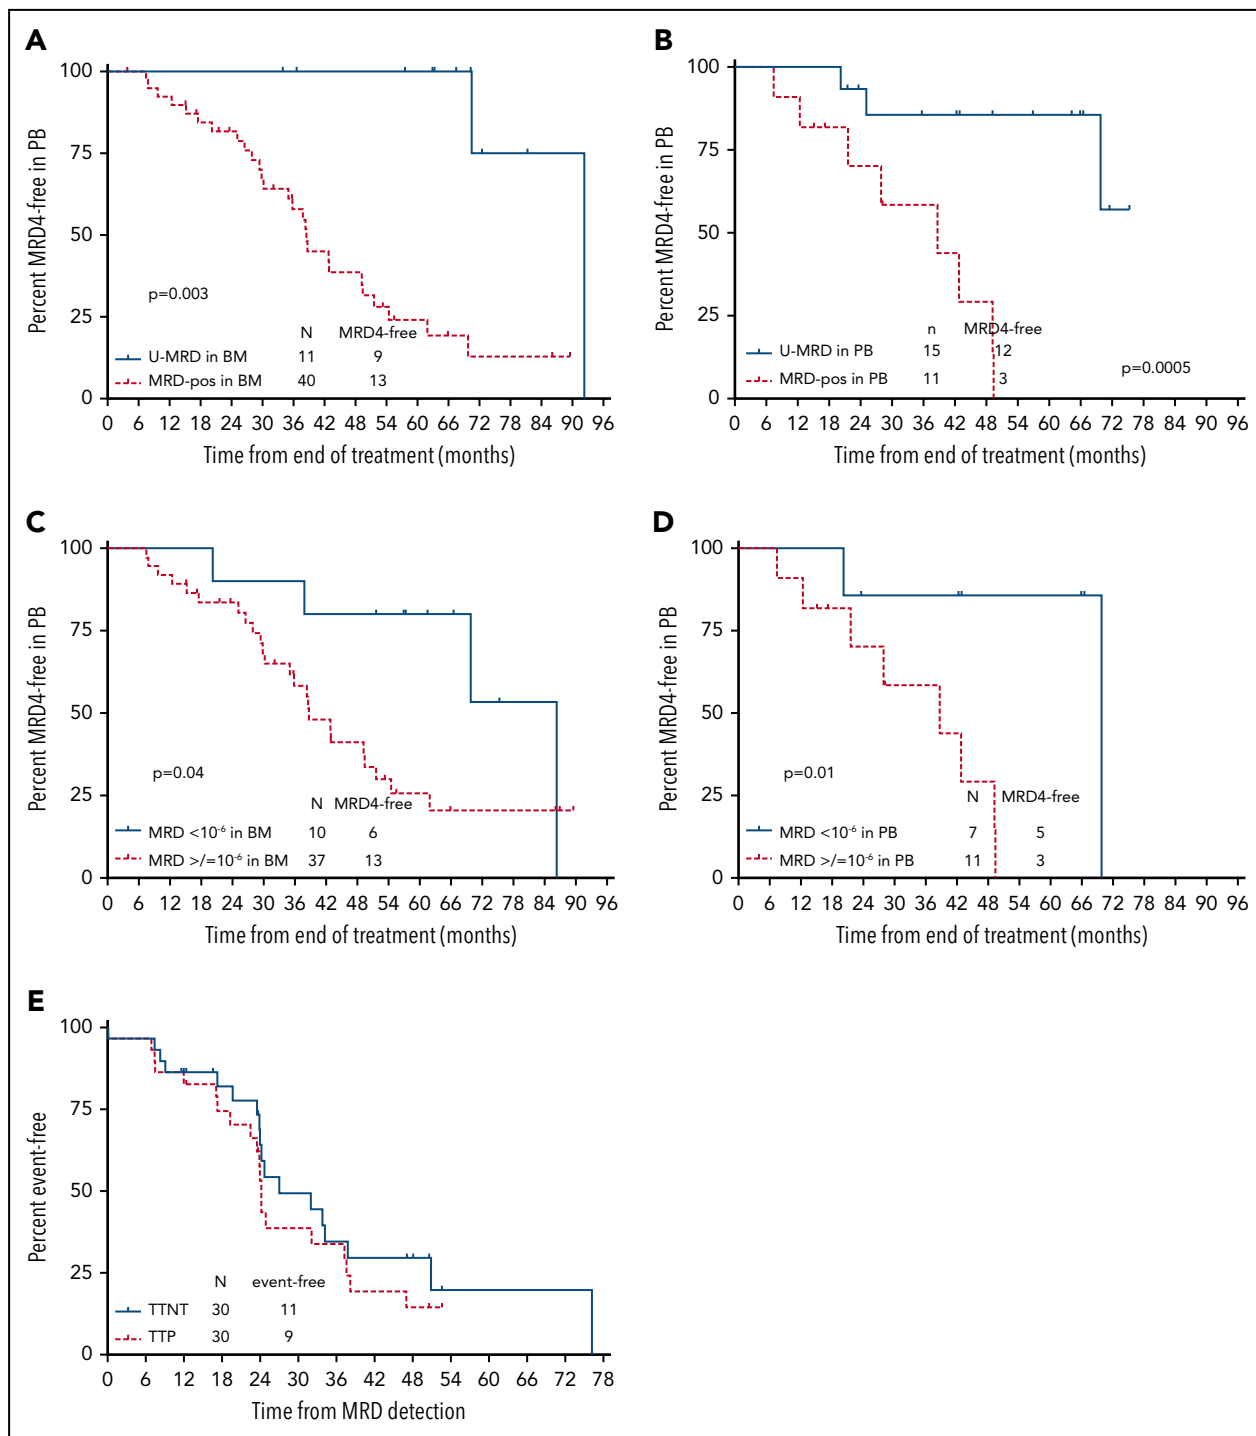 A
Percent MRD4-free in PB
100
75
50
25
0
p=0.003
N MRD4-free
U-MRD in BM 11 9
MRD-pos in BM 40 13
0 6 12 18 24 30 36 42 48 54 60 66 72 78 84 90 96
Time from end of treatment (months)
B
Percent MRD4-free in PB
100
75
50
25
0
n MRD4-free
U-MRD in PB 15 12
MRD-pos in PB 11 3
p=0.0005
0 6 12 18 24 30 36 42 48 54 60 66 72 78 84 90 96
Time from end of treatment (months)
C
Percent MRD4-free in PB
100
75
50
25
0
p=0.04
N MRD4-free
MRD <10⁻⁶ in BM 10 6
MRD >/=10⁻⁶ in BM 37 13
0 6 12 18 24 30 36 42 48 54 60 66 72 78 84 90 96
Time from end of treatment (months)
D
Percent MRD4-free in PB
100
75
50
25
0
p=0.01
N MRD4-free
MRD <10⁻⁶ in PB 7 5
MRD >/=10⁻⁶ in PB 11 3
0 6 12 18 24 30 36 42 48 54 60 66 72 78 84 90 96
Time from end of treatment (months)
E
Percent event-free
100
75
50
25
0
N event-free
TTNT 30 11
TTP 30 9
0 6 12 18 24 30 36 42 48 54 60 66 72 78
Time from MRD detection